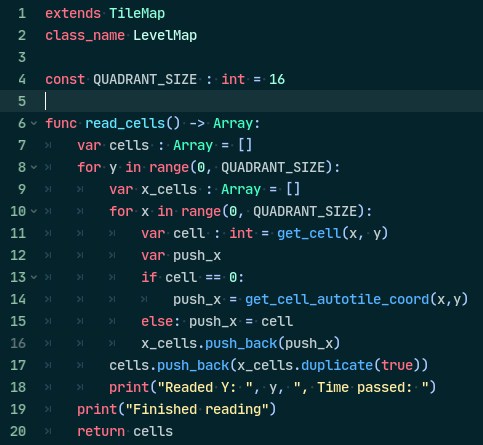 1 extends TileMap
2 class_name LevelMap
3
4 const QUADRANT_SIZE : int = 16
5
6 func read_cells() -> Array:
7 var cells : Array = []
8 for y in range(0, QUADRANT_SIZE):
9 var x_cells : Array = []
10 for x in range(0, QUADRANT_SIZE):
11 var cell : int = get_cell(x, y)
12 var push_x
13 if cell == 0:
14 push_x = get_cell_autotile_coord(x,y)
15 else: push_x = cell
16 x_cells.push_back(push_x)
17 cells.push_back(x_cells.duplicate(true))
18 print("Readed Y: ", y, ", Time passed: ")
19 print("Finished reading")
20 return cells